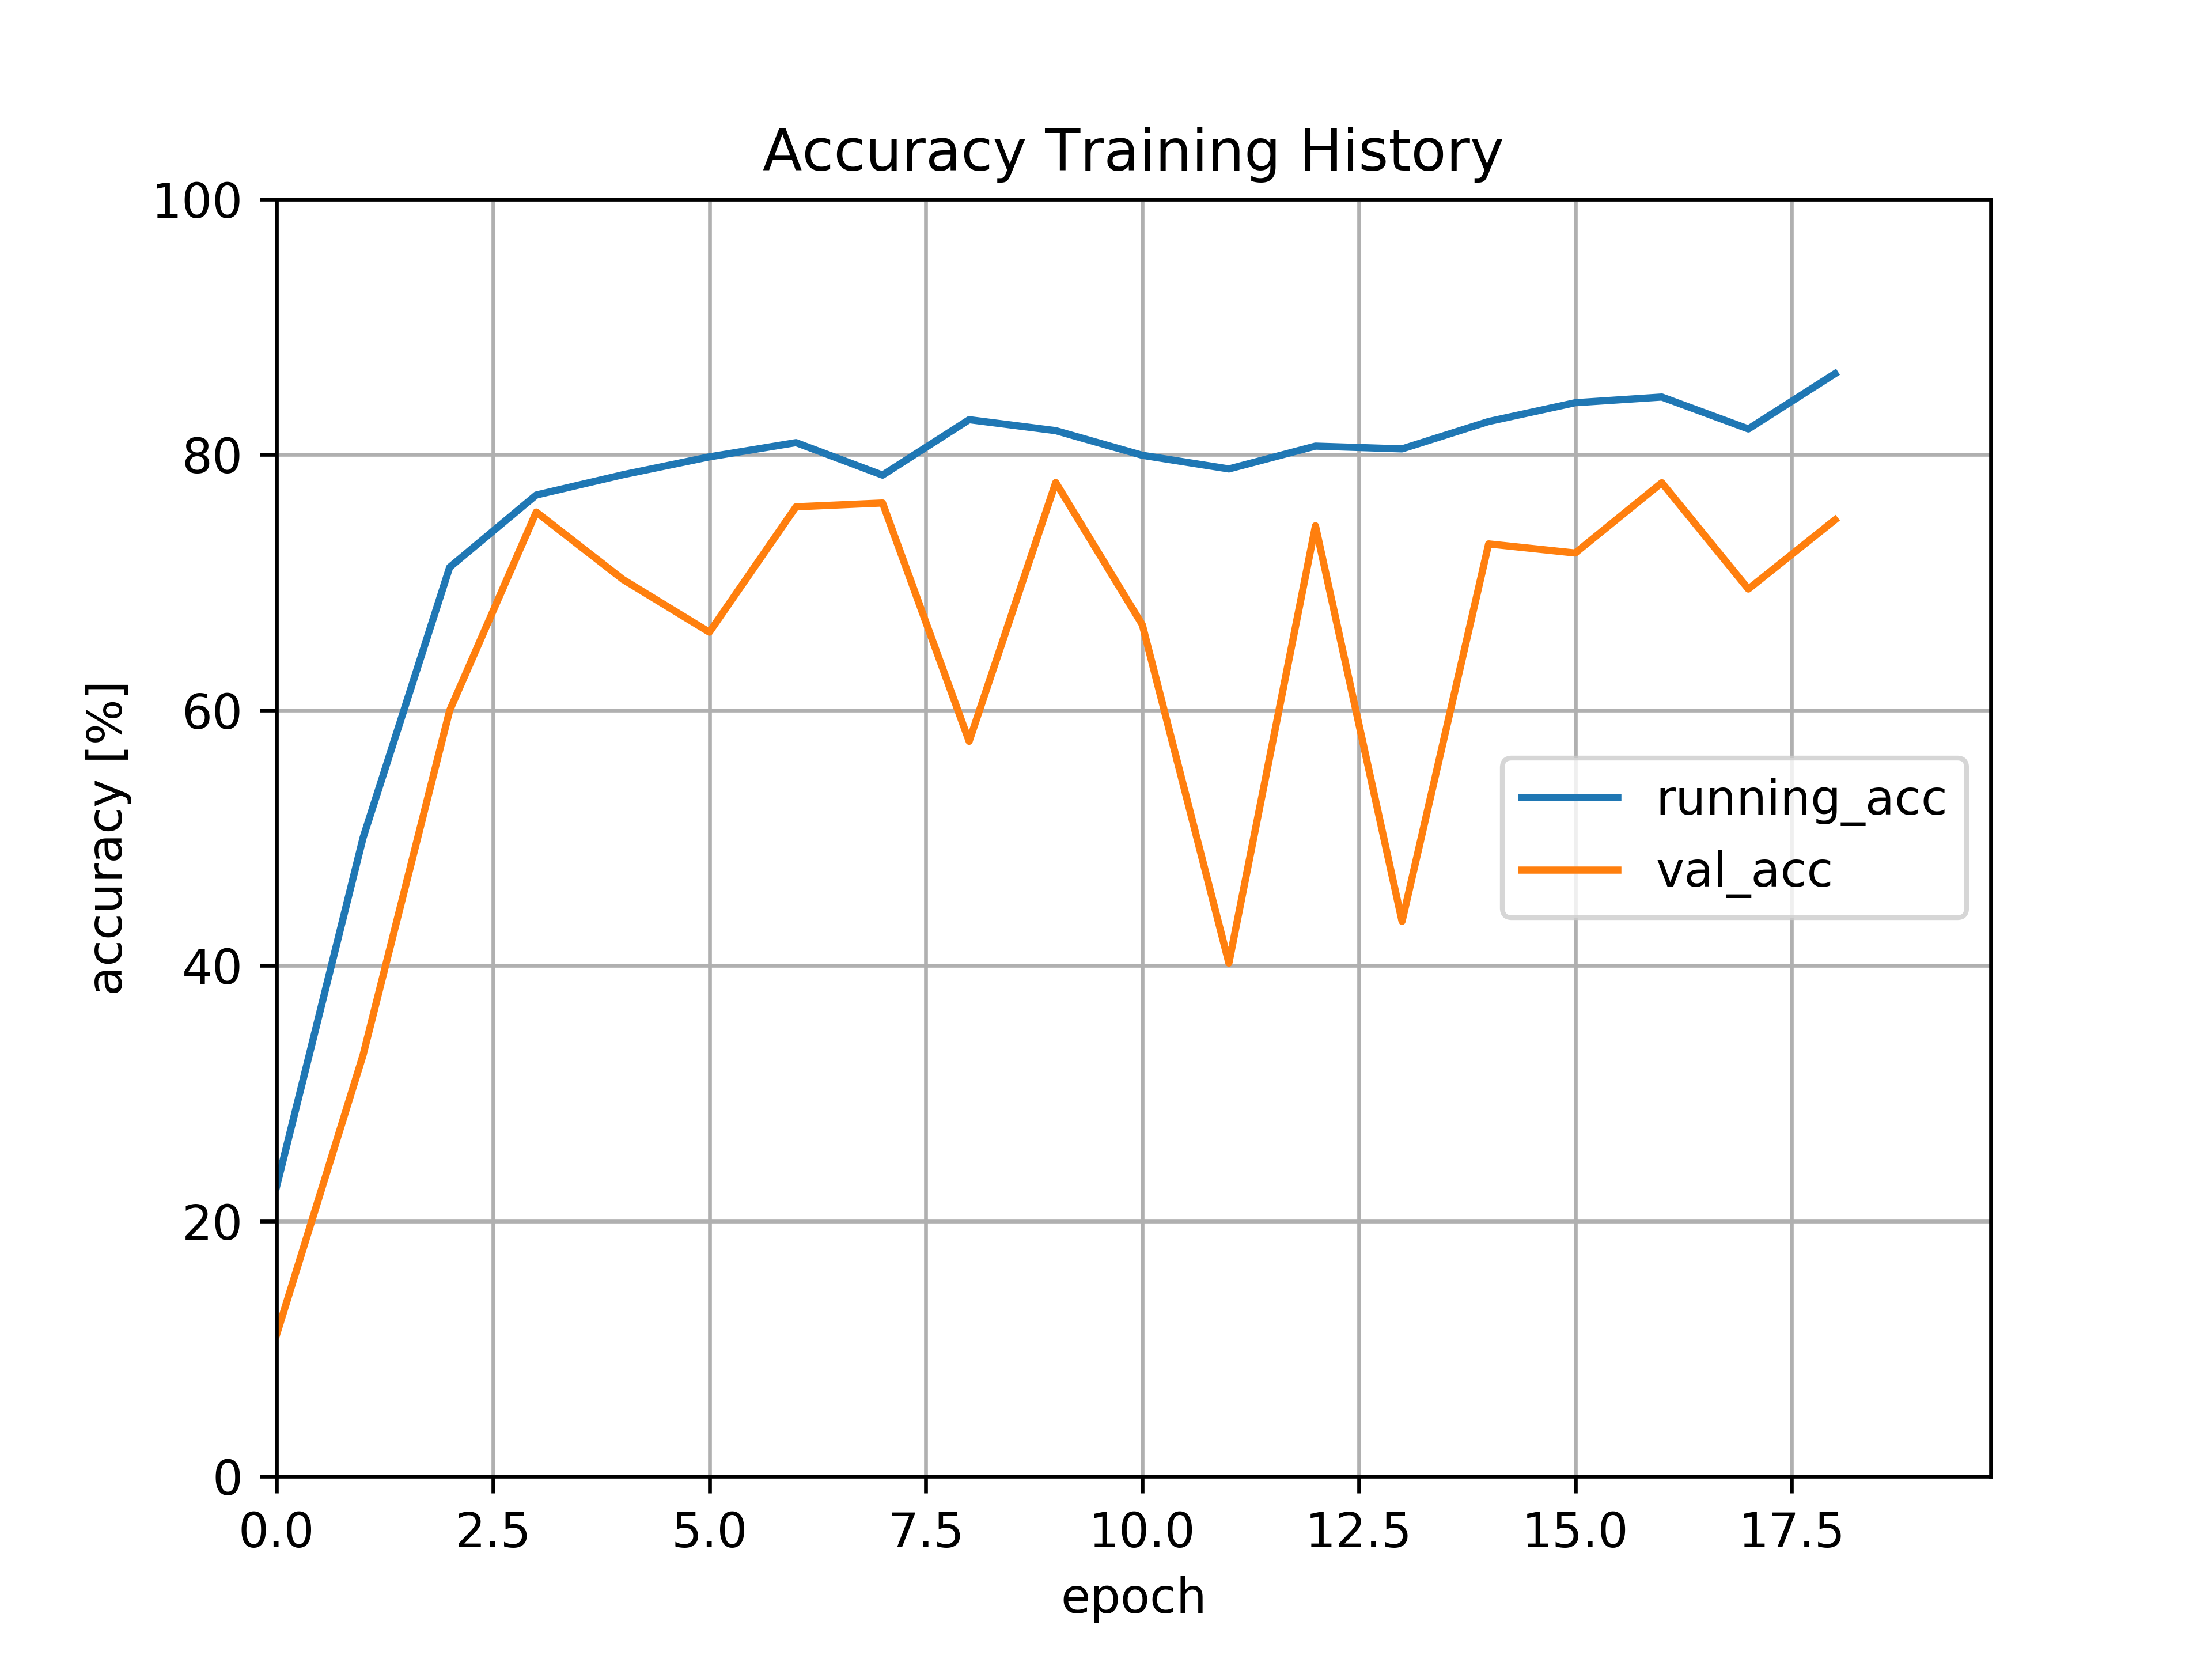 Accuracy Training History
100
80
60
40
20
0
accuracy [%]
running_acc
val_acc
0.0 2.5 5.0 7.5 10.0 12.5 15.0 17.5
epoch